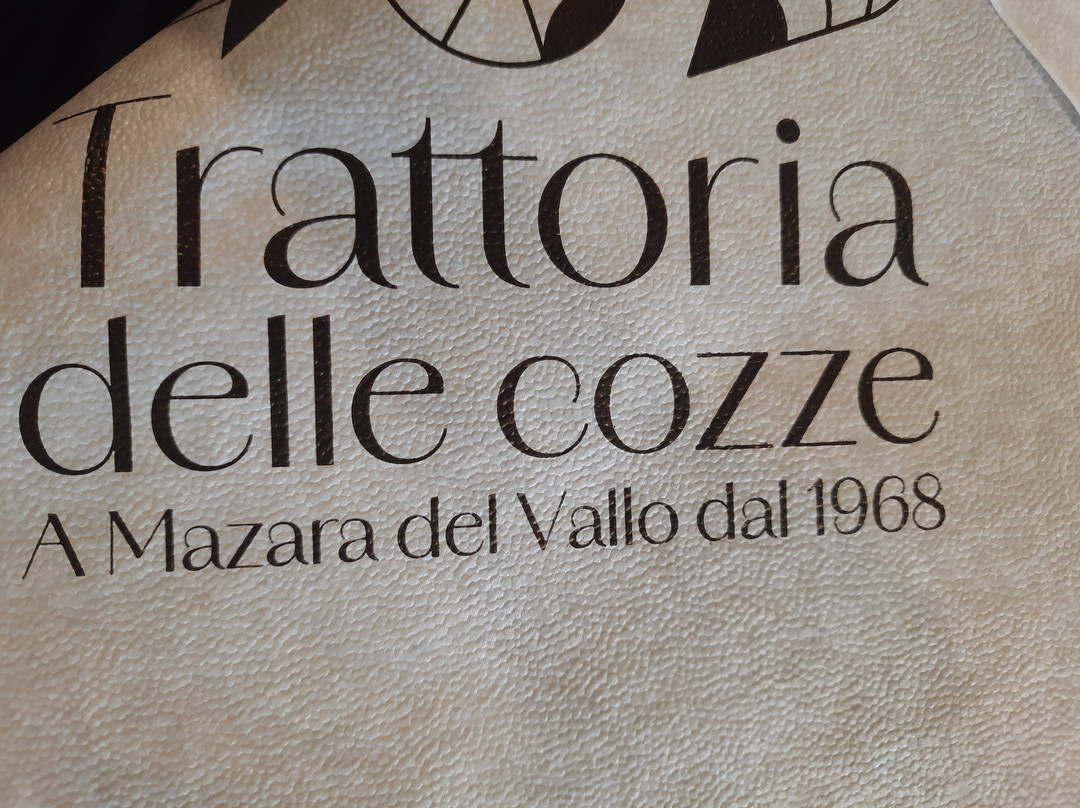 Trattoria
delle cozze
A Mazara del Vallo dal 1968